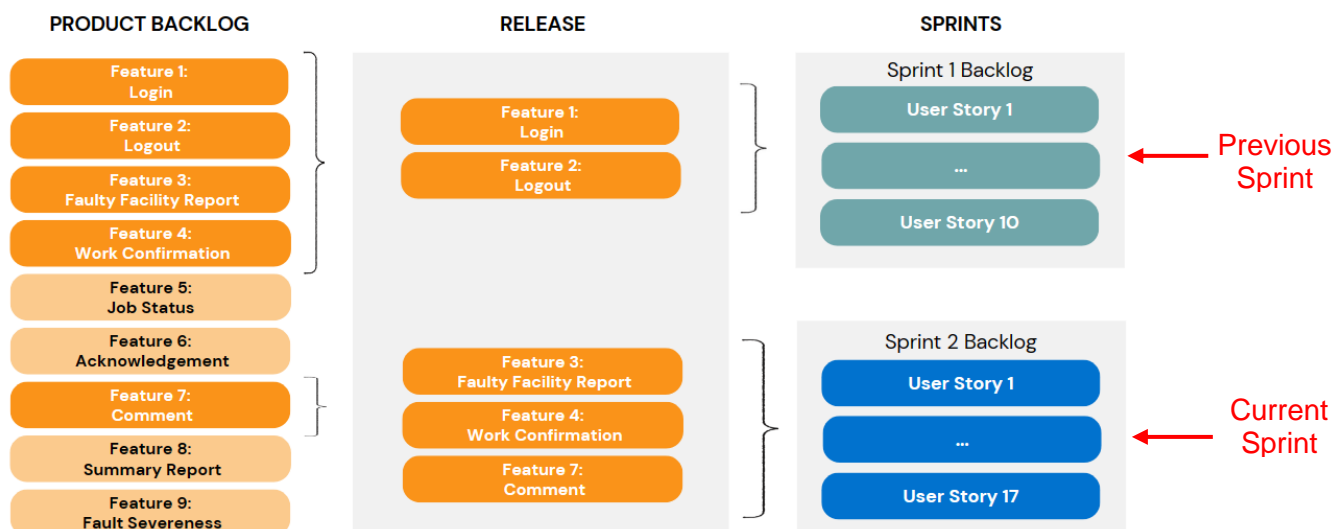 PRODUCT BACKLOG
Feature 1:
Login
Feature 2:
Logout
Feature 3:
Faulty Facility Report
Feature 4:
Work Confirmation
Feature 5:
Job Status
Feature 6:
Acknowledgement
Feature 7:
Comment
Feature 8:
Summary Report
Feature 9:
Fault Severeness
RELEASE
Feature 1:
Login
Feature 2:
Logout
Feature 3:
Faulty Facility Report
Feature 4:
Work Confirmation
Feature 7:
Comment
SPRINTS
Sprint 1 Backlog
User Story 1
...
User Story 10
Previous
Sprint
Sprint 2 Backlog
User Story 1
...
User Story 17
Current
Sprint